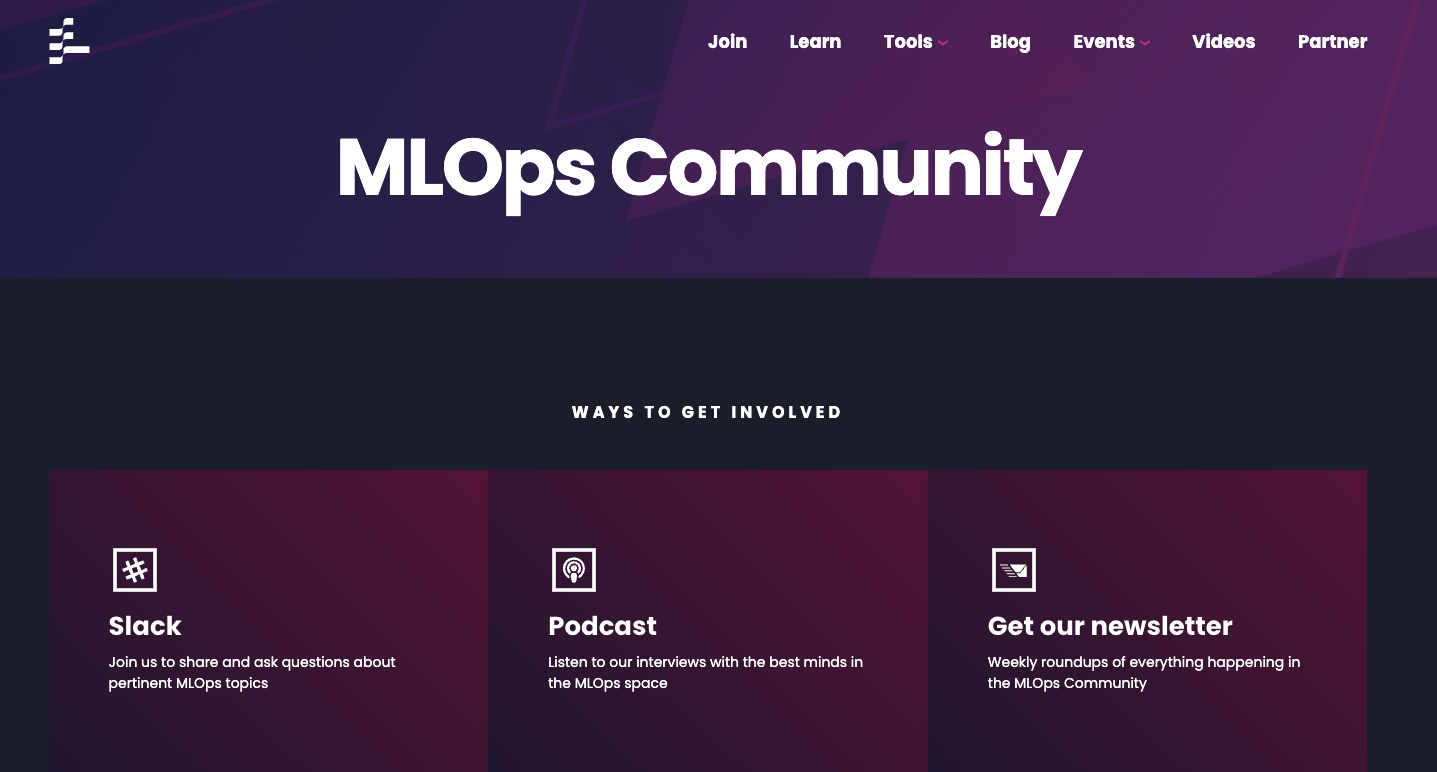 Join Learn Tools Blog Events Videos Partner
MLOps Community
WAYS TO GET INVOLVED
Slack
Join us to share and ask questions about
pertinent MLOps topics
Podcast
Listen to our interviews with the best minds in
the MLOps space
Get our newsletter
Weekly roundups of everything happening in
the MLOps Community